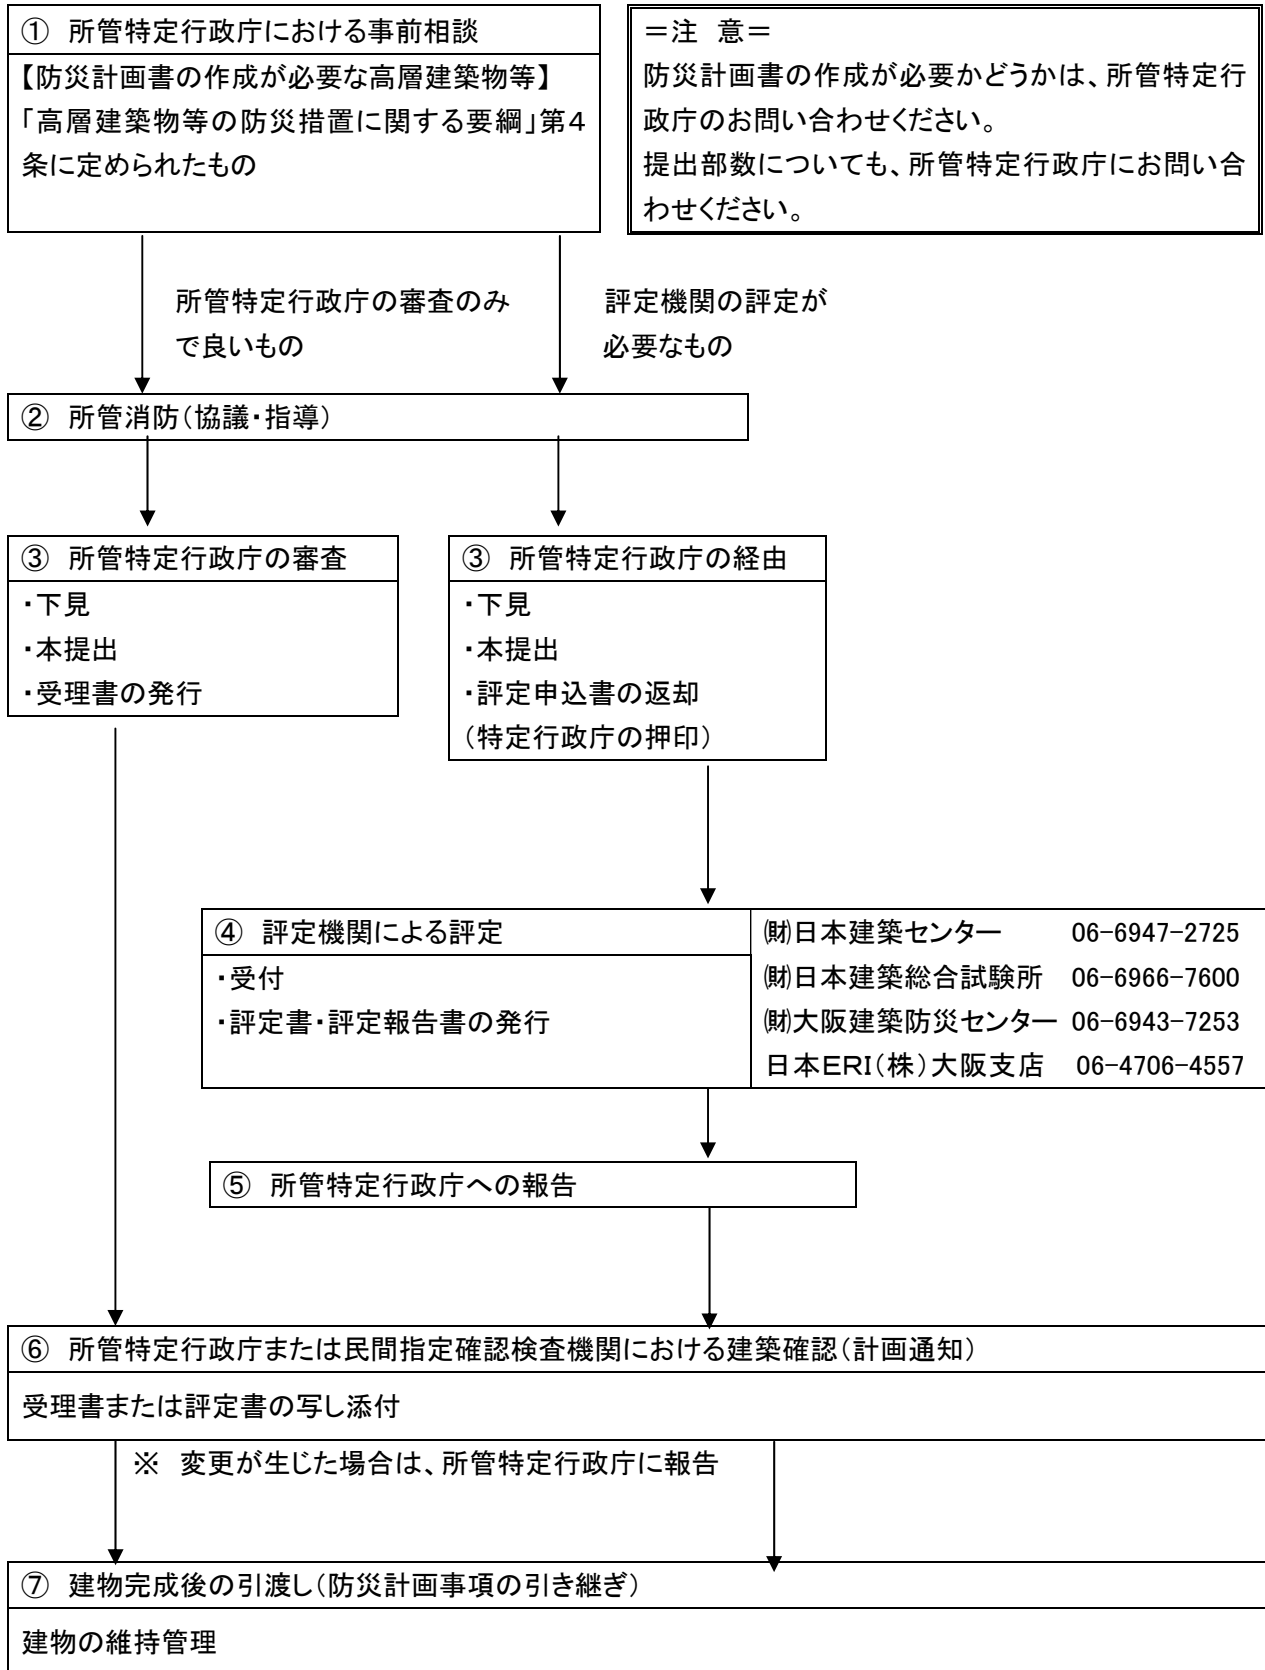 ① 所管特定行政庁における事前相談
【防災計画書の作成が必要な高層建築物等】
「高層建築物等の防災措置に関する要綱」第4
条に定められたもの
=注 意=
防災計画書の作成が必要かどうかは、所管特定行
政庁のお問い合わせください。
提出部数についても、所管特定行政庁にお問い合
わせください。
所管特定行政庁の審査のみ
で良いもの
評定機関の評定が
必要なもの
② 所管消防(協議・指導)
③ 所管特定行政庁の審査
・下見
・本提出
・受理書の発行
③ 所管特定行政庁の経由
・下見
・本提出
・評定申込書の返却
(特定行政庁の押印)
④ 評定機関による評定
・受付
・評定書・評定報告書の発行
㈶日本建築センター 06-6947-2725
㈶日本建築総合試験所 06-6966-7600
㈶大阪建築防災センター 06-6943-7253
日本ERI(株)大阪支店 06-4706-4557
⑤ 所管特定行政庁への報告
⑥ 所管特定行政庁または民間指定確認検査機関における建築確認(計画通知)
受理書または評定書の写し添付
※ 変更が生じた場合は、所管特定行政庁に報告
⑦ 建物完成後の引渡し(防災計画事項の引き継ぎ)
建物の維持管理